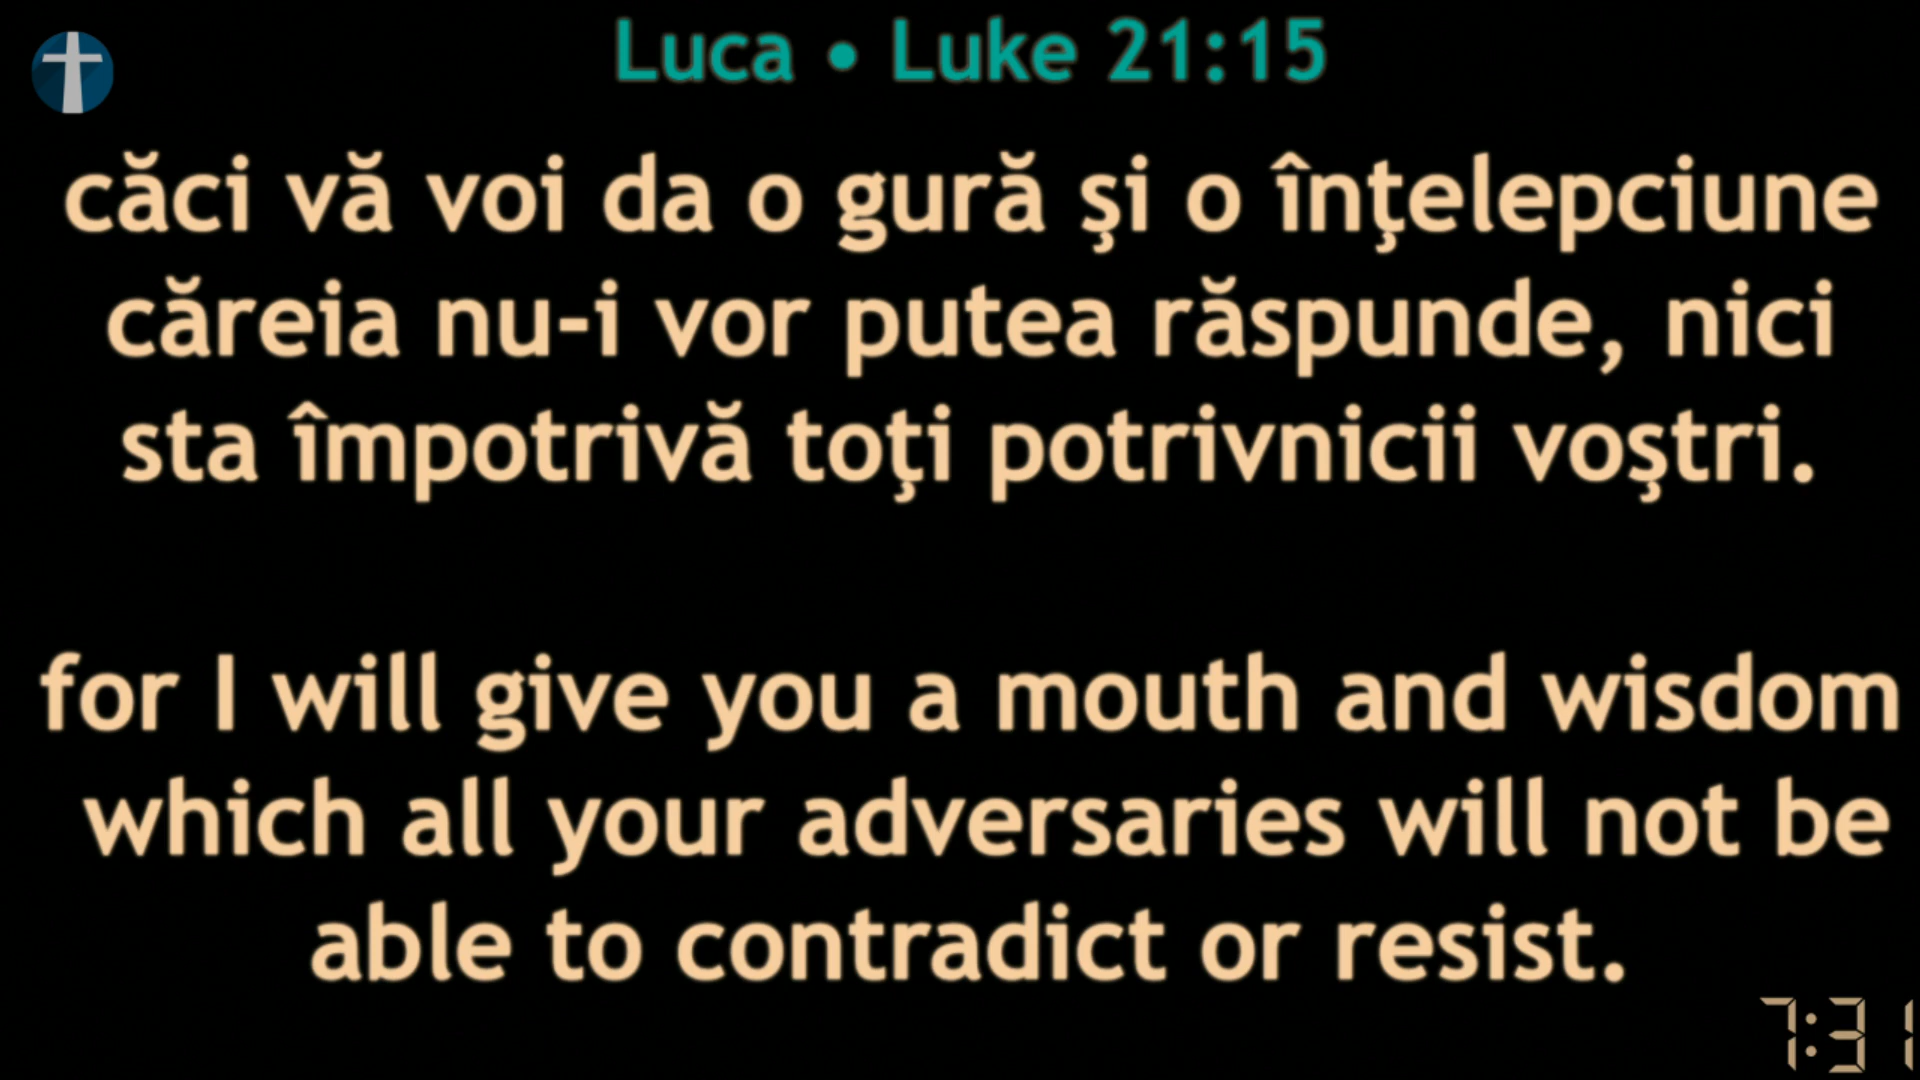 Luca • Luke 21:15
căci vă voi da o gură şi o înţelepciune
căreia nu-i vor putea răspunde, nici
sta împotrivă toţi potrivnicii voştri.
for I will give you a mouth and wisdom
which all your adversaries will not be
able to contradict or resist.
7:31